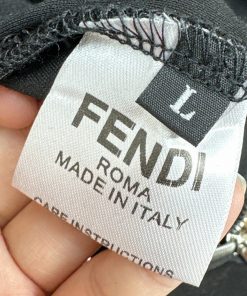 L
FENDI
ROMA
MADE IN ITALY
CARE INSTRUCTIONS